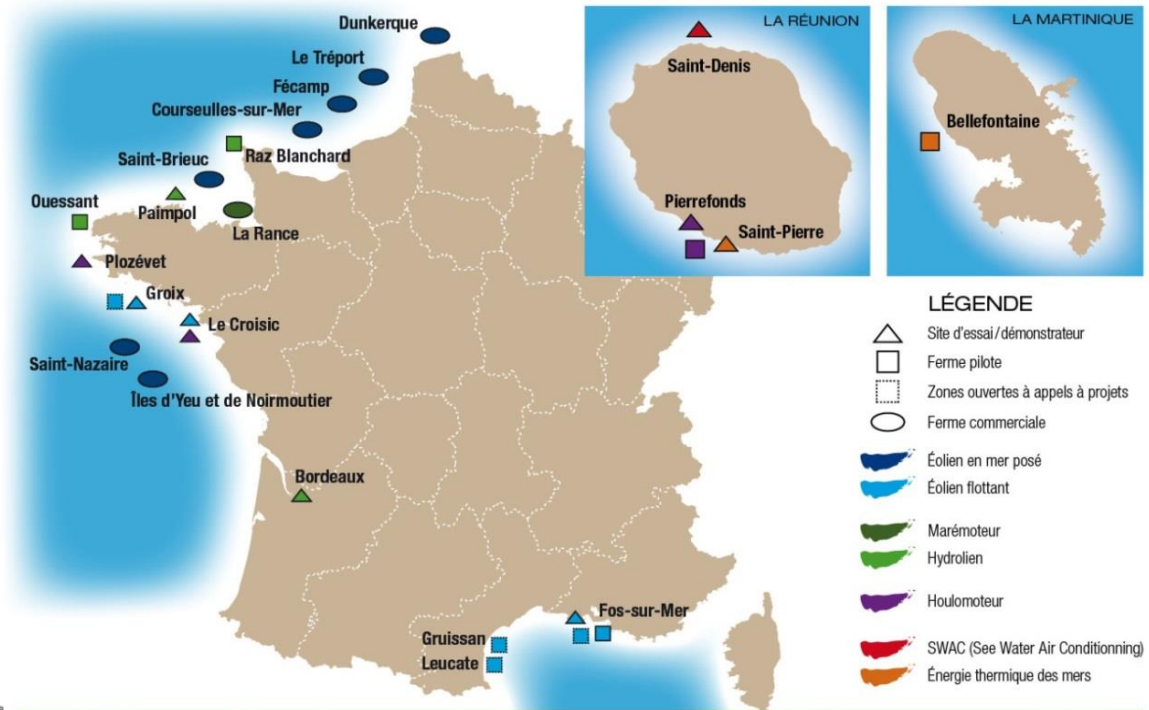 Dunkerque
Le Tréport
Fécamp
Courseulles-sur-Mer
Raz Blanchard
Saint-Brieuc
Ouessant
Paimpol
La Rance
Plozévet
Groix
Le Croisic
Saint-Nazaire
Îles d'Yeu et de Noirmoutier
Bordeaux
Fos-sur-Mer
Gruissan
Leucate
LA RÉUNION
Saint-Denis
Pierrefonds
Saint-Pierre
LA MARTINIQUE
Bellefontaine
LÉGENDE
Site d'essai/démonstrateur
Ferme pilote
Zones ouvertes à appels à projets
Ferme commerciale
Éolien en mer posé
Éolien flottant
Marémoteur
Hydrolien
Houlomoteur
SWAC (See Water Air Conditionning)
Énergie thermique des mers